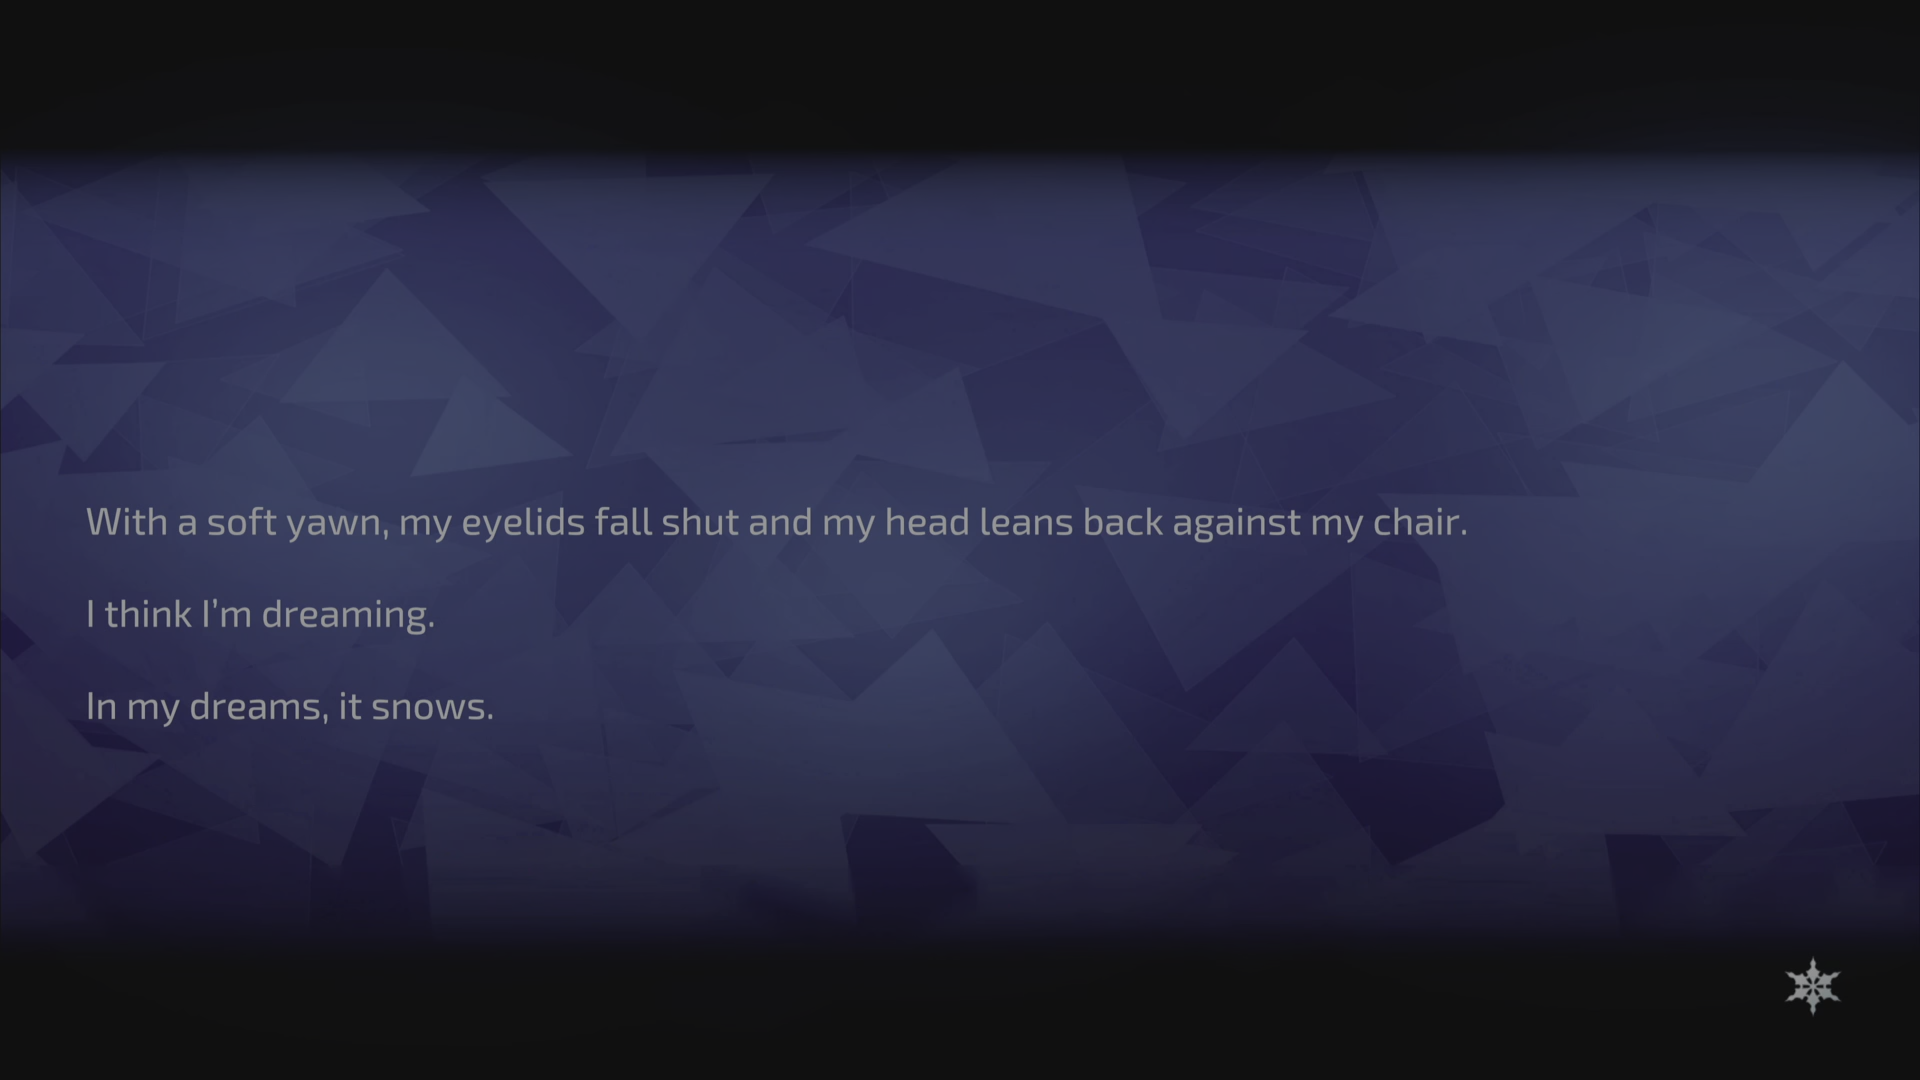 With a soft yawn, my eyelids fall shut and my head leans back against my chair.
I think I’m dreaming.
In my dreams, it snows.